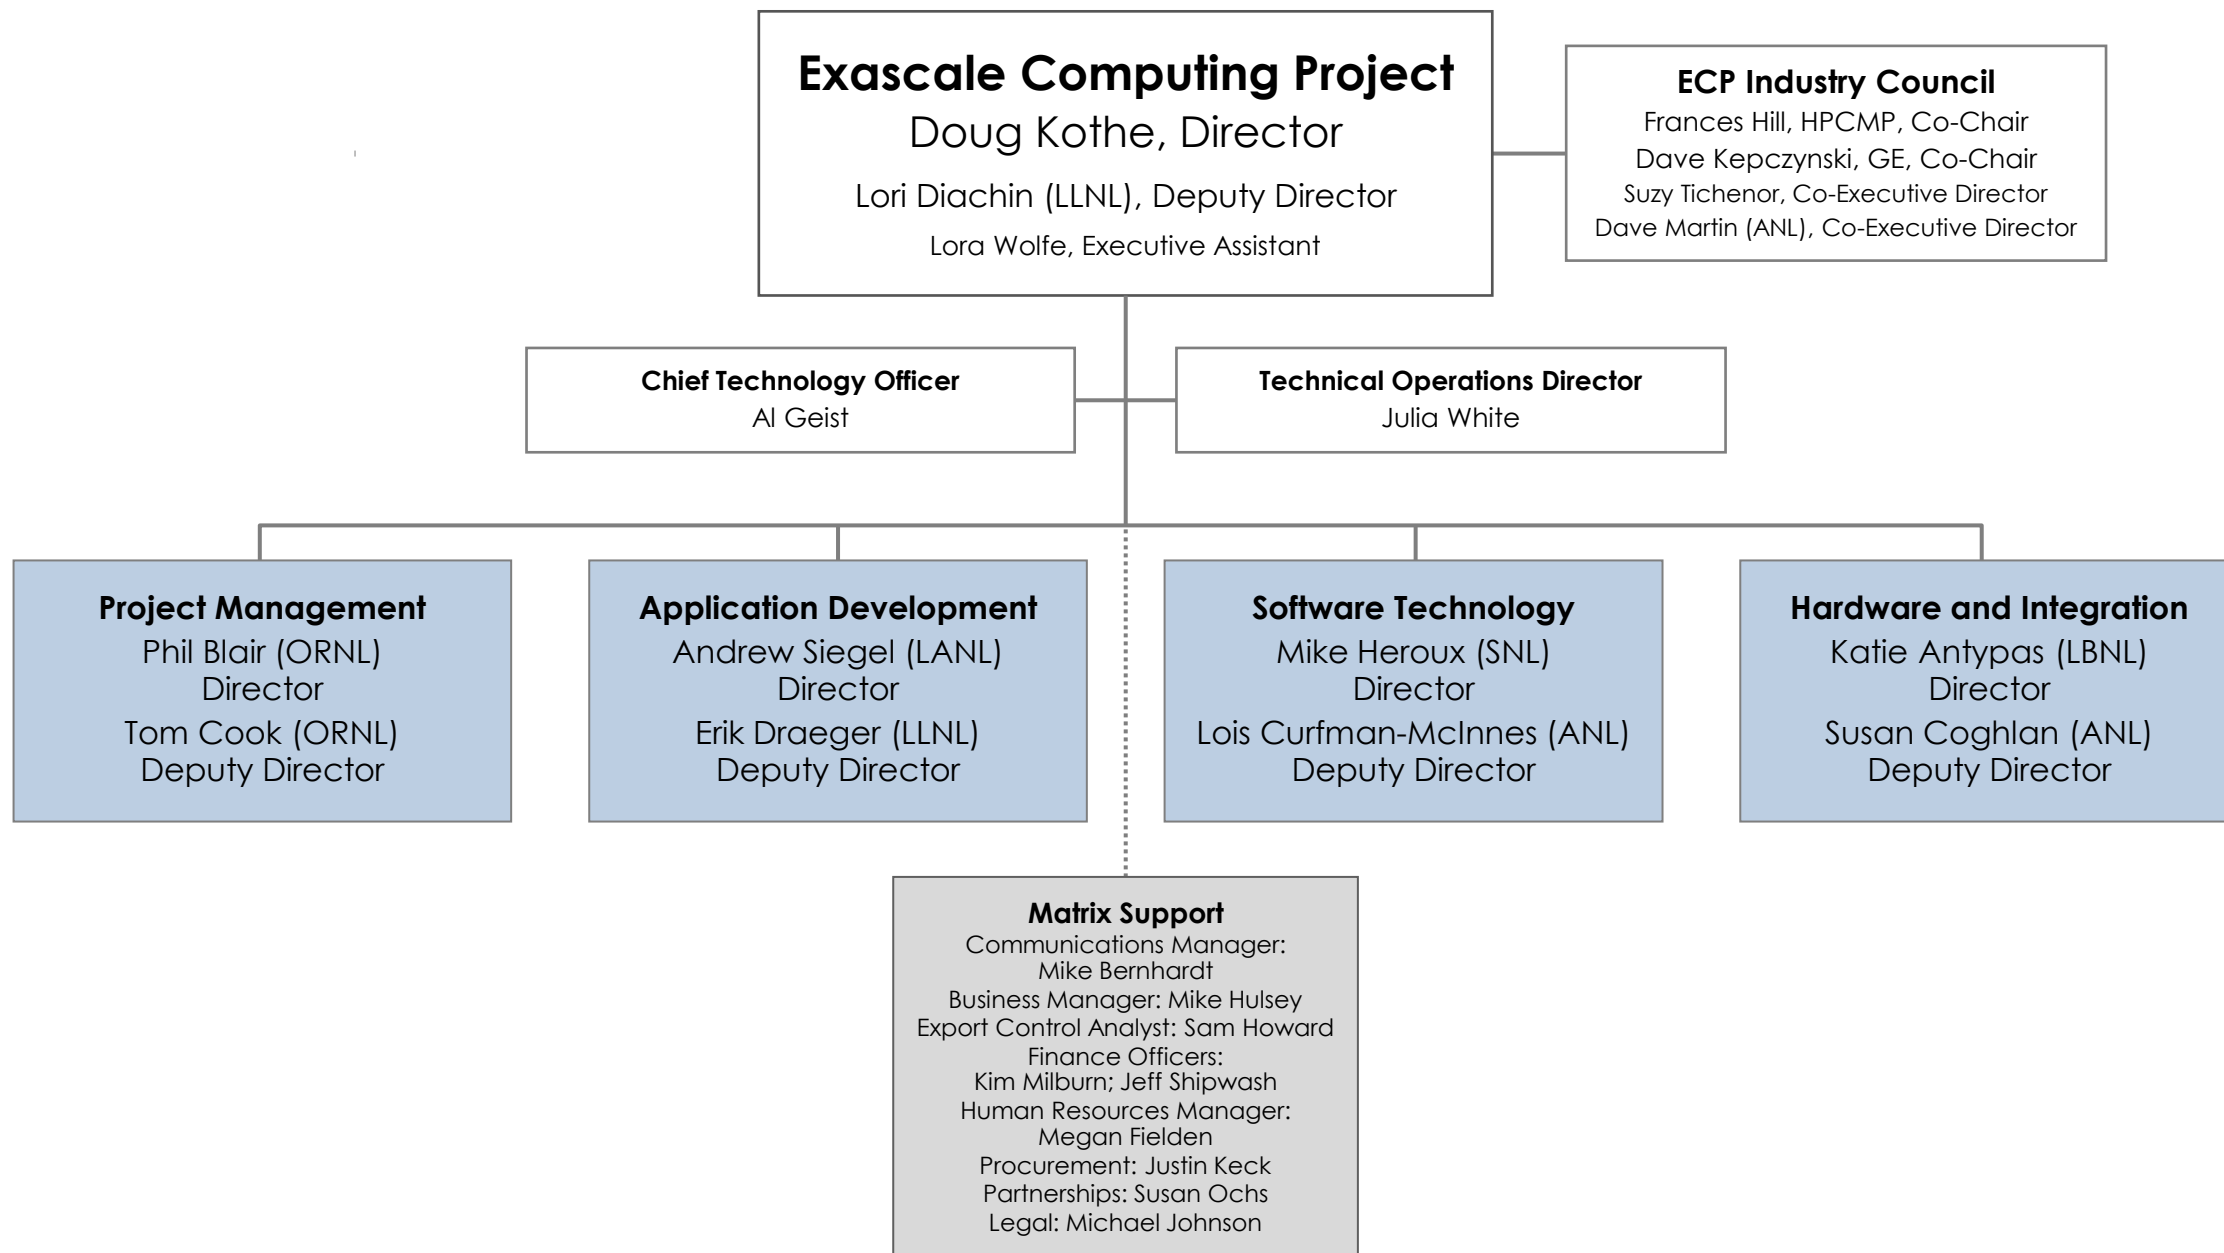 Exascale Computing Project
Doug Kothe, Director
Lori Diachin (LLNL), Deputy Director
Lora Wolfe, Executive Assistant
ECP Industry Council
Frances Hill, HPCMP, Co-Chair
Dave Kepczynski, GE, Co-Chair
Suzy Tichenor, Co-Executive Director
Dave Martin (ANL), Co-Executive Director
Chief Technology Officer
Al Geist
Technical Operations Director
Julia White
Project Management
Phil Blair (ORNL)
Director
Tom Cook (ORNL)
Deputy Director
Application Development
Andrew Siegel (LANL)
Director
Erik Draeger (LLNL)
Deputy Director
Software Technology
Mike Heroux (SNL)
Director
Lois Curfman-McInnes (ANL)
Deputy Director
Hardware and Integration
Katie Antypas (LBNL)
Director
Susan Coghlan (ANL)
Deputy Director
Matrix Support
Communications Manager:
Mike Bernhardt
Business Manager: Mike Hulsey
Export Control Analyst: Sam Howard
Finance Officers:
Kim Milburn; Jeff Shipwash
Human Resources Manager:
Megan Fielden
Procurement: Justin Keck
Partnerships: Susan Ochs
Legal: Michael Johnson